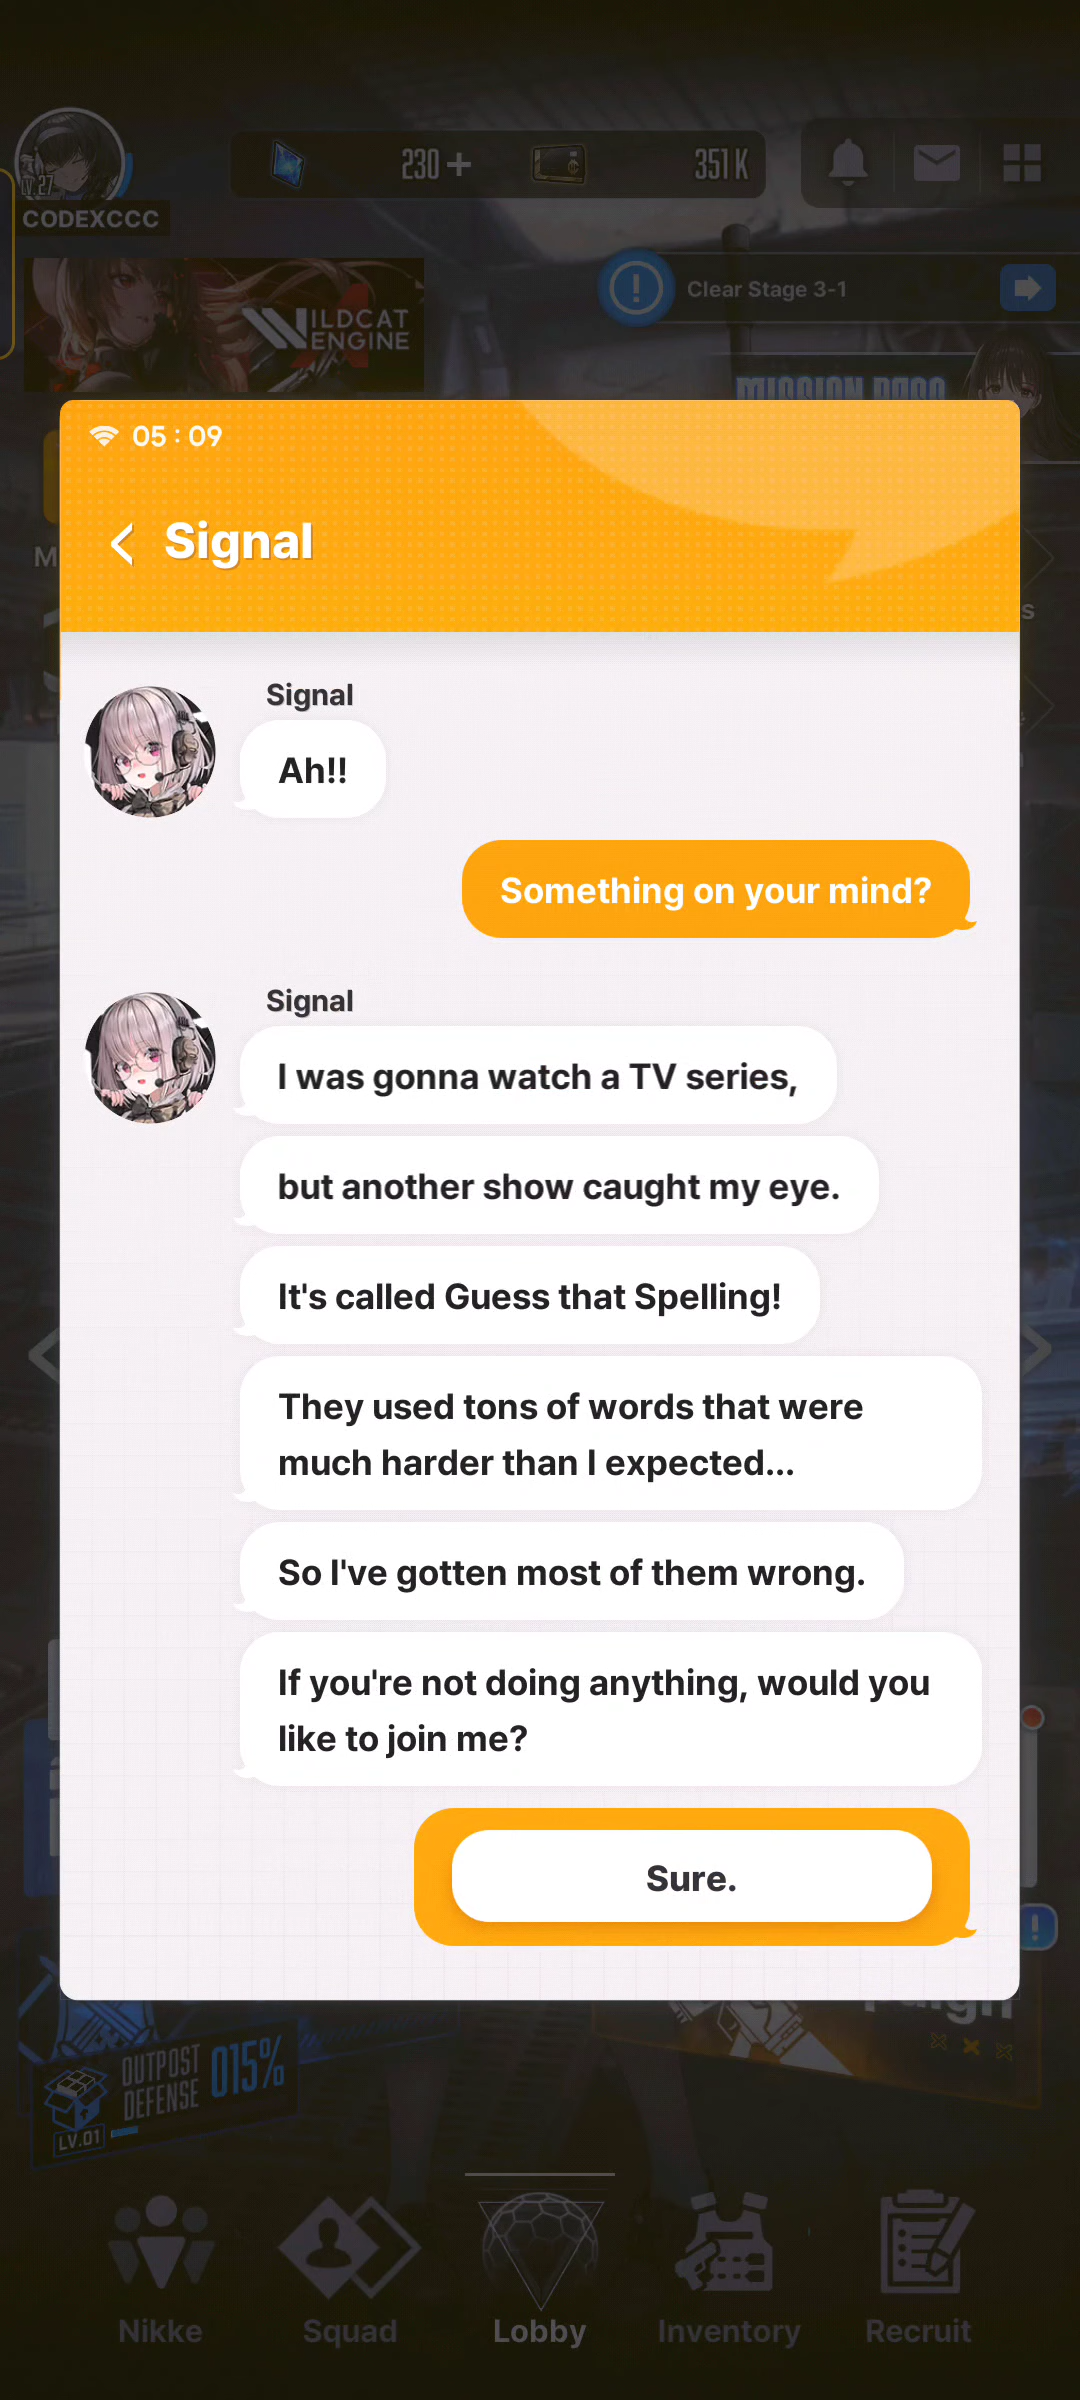 LV.27
230
351 K
CODEXCCC
WILDCAT
ENGINE
Clear Stage 3-1
MISSION PASS
05 : 09
Signal
Signal
Ah!!
Something on your mind?
Signal
I was gonna watch a TV series,
but another show caught my eye.
It's called Guess that Spelling!
They used tons of words that were
much harder than I expected...
So I've gotten most of them wrong.
If you're not doing anything, would you
like to join me?
Sure.
OUTPOST
DEFENSE
015%
LV.01
Nikke
Squad
Lobby
Inventory
Recruit